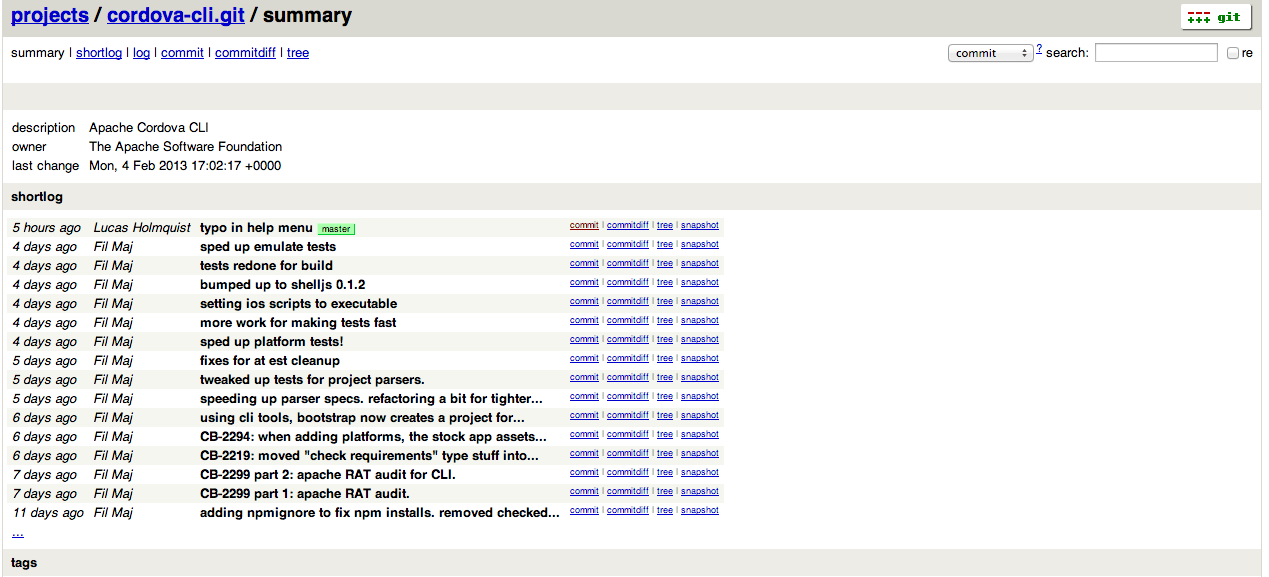 projects / cordova-cli.git / summary
+++ git
summary | shortlog | log | commit | commitdiff | tree
commit ? search: re
description Apache Cordova CLI
owner The Apache Software Foundation
last change Mon, 4 Feb 2013 17:02:17 +0000
shortlog
5 hours ago Lucas Holmquist typo in help menu master commit | commitdiff | tree | snapshot
4 days ago Fil Maj sped up emulate tests commit | commitdiff | tree | snapshot
4 days ago Fil Maj tests redone for build commit | commitdiff | tree | snapshot
4 days ago Fil Maj bumped up to shelljs 0.1.2 commit | commitdiff | tree | snapshot
4 days ago Fil Maj setting ios scripts to executable commit | commitdiff | tree | snapshot
4 days ago Fil Maj more work for making tests fast commit | commitdiff | tree | snapshot
4 days ago Fil Maj sped up platform tests! commit | commitdiff | tree | snapshot
5 days ago Fil Maj fixes for at est cleanup commit | commitdiff | tree | snapshot
5 days ago Fil Maj tweaked up tests for project parsers. commit | commitdiff | tree | snapshot
5 days ago Fil Maj speeding up parser specs. refactoring a bit for tighter... commit | commitdiff | tree | snapshot
6 days ago Fil Maj using cli tools, bootstrap now creates a project for... commit | commitdiff | tree | snapshot
6 days ago Fil Maj CB-2294: when adding platforms, the stock app assets... commit | commitdiff | tree | snapshot
6 days ago Fil Maj CB-2219: moved "check requirements" type stuff into... commit | commitdiff | tree | snapshot
7 days ago Fil Maj CB-2299 part 2: apache RAT audit for CLI. commit | commitdiff | tree | snapshot
7 days ago Fil Maj CB-2299 part 1: apache RAT audit. commit | commitdiff | tree | snapshot
11 days ago Fil Maj adding npmignore to fix npm installs. removed checked... commit | commitdiff | tree | snapshot
...
tags